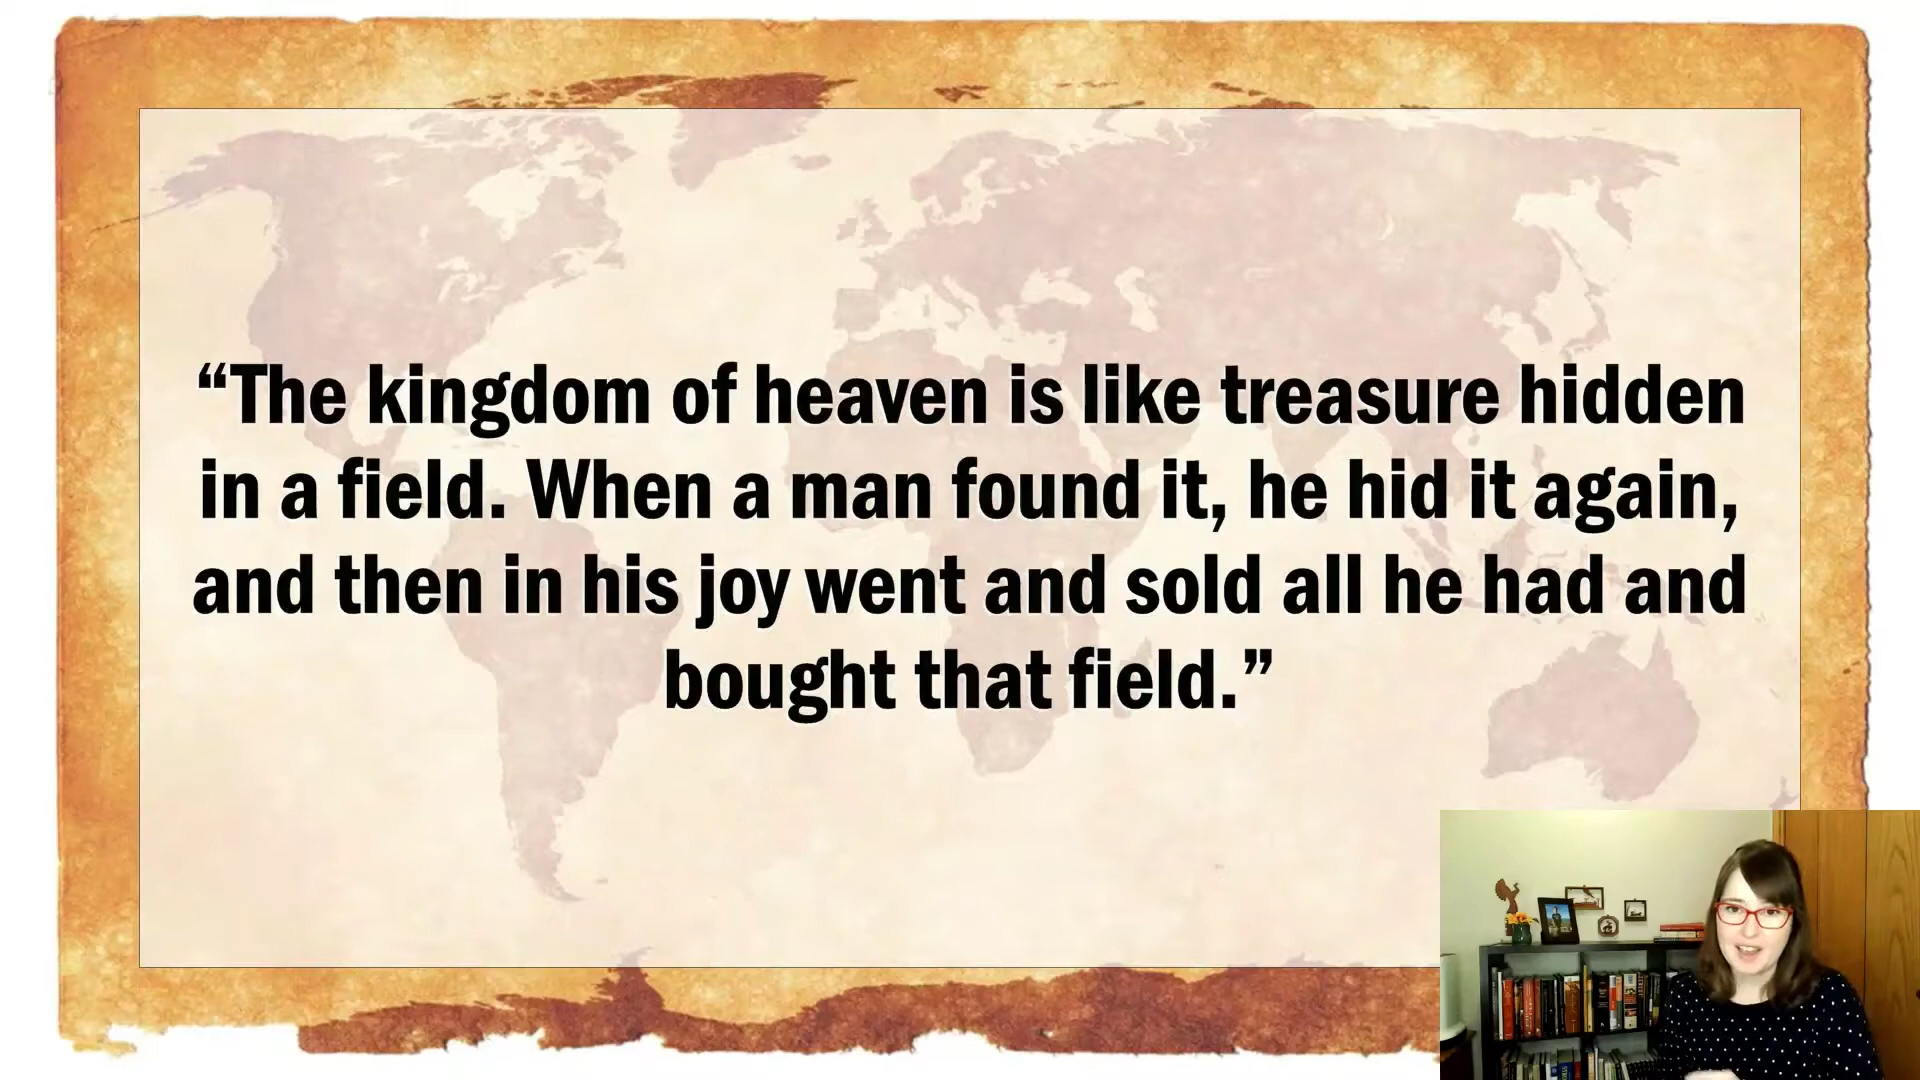 “The kingdom of heaven is like treasure hidden
in a field. When a man found it, he hid it again,
and then in his joy went and sold all he had and
bought that field.”